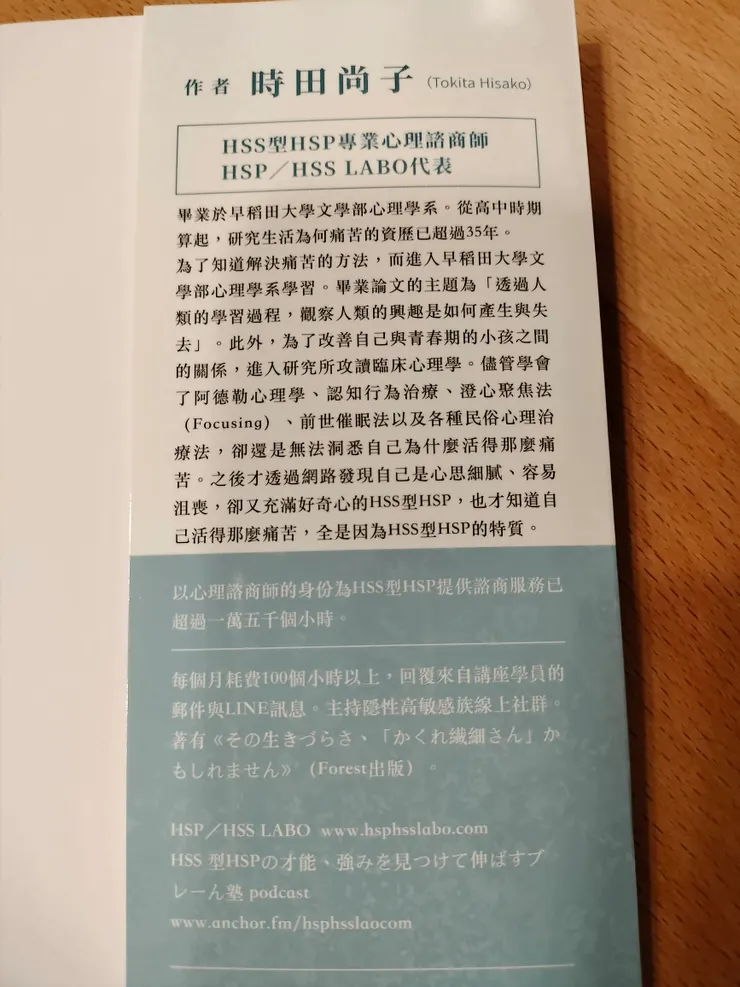 作者 時田尚子 (Tokita Hisako)
HSS型HSP專業心理諮商師
HSP／HSS LABO代表
畢業於早稻田大學文學部心理學系。從高中時期
算起，研究生活為何痛苦的資歷已超過35年。
為了知道解決痛苦的方法，而進入早稻田大學文
學部心理學系學習。畢業論文的主題為「透過人
類的學習過程，觀察人類的興趣是如何產生與失
去」。此外，為了改善自己與青春期的小孩之間
的關係，進入研究所攻讀臨床心理學。儘管學會
了阿德勒心理學、認知行為治療、澄心聚焦法
（Focusing）、前世催眠法以及各種民俗心理治
療法，卻還是無法洞悉自己為什麼活得那麼痛
苦。之後才透過網路發現自己是心思細膩、容易
沮喪，卻又充滿好奇心的HSS型HSP，也才知道自
己活得那麼痛苦，全是因為HSS型HSP的特質。
以心理諮商師的身份為HSS型HSP提供諮商服務已
超過一萬五千個小時。
每個月耗費100個小時以上，回覆來自講座學員的
郵件與LINE訊息。主持隱性高敏感族線上社群。
著有《その生きづらさ、「かくれ繊細さん」か
もしれません》（Forest出版）。
HSP／HSS LABO www.hsphsslabo.com
HSS 型HSPの才能、強みを見つけて伸ばすブ
レーん塾 podcast
www.anchor.fm/hsphsslaocom